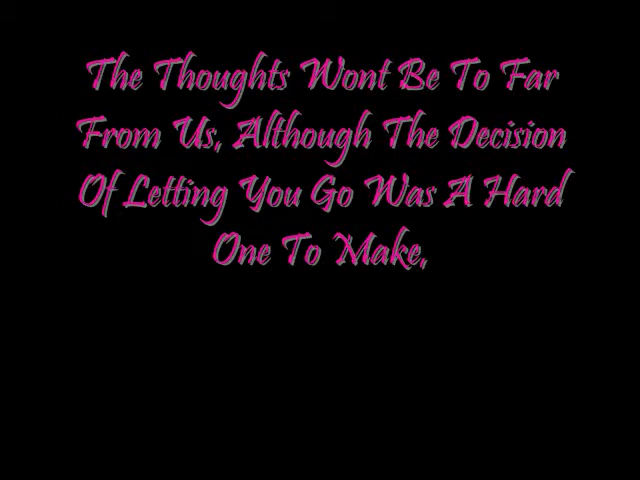 The Thoughts Wont Be To Far
From Us, Although The Decision
Of Letting You Go Was A Hard
One To Make,